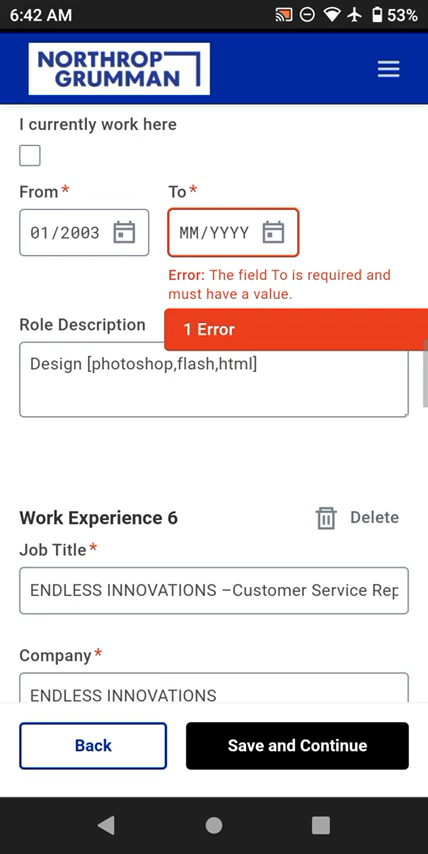 6:42 AM 53%
NORTHROP
GRUMMAN
I currently work here
From* To*
01/2003 MM/YYYY
Error: The field To is required and
must have a value.
Role Description
1 Error
Design [photoshop,flash,html]
Work Experience 6 Delete
Job Title*
ENDLESS INNOVATIONS –Customer Service Rep
Company*
ENDLESS INNOVATIONS
Back Save and Continue